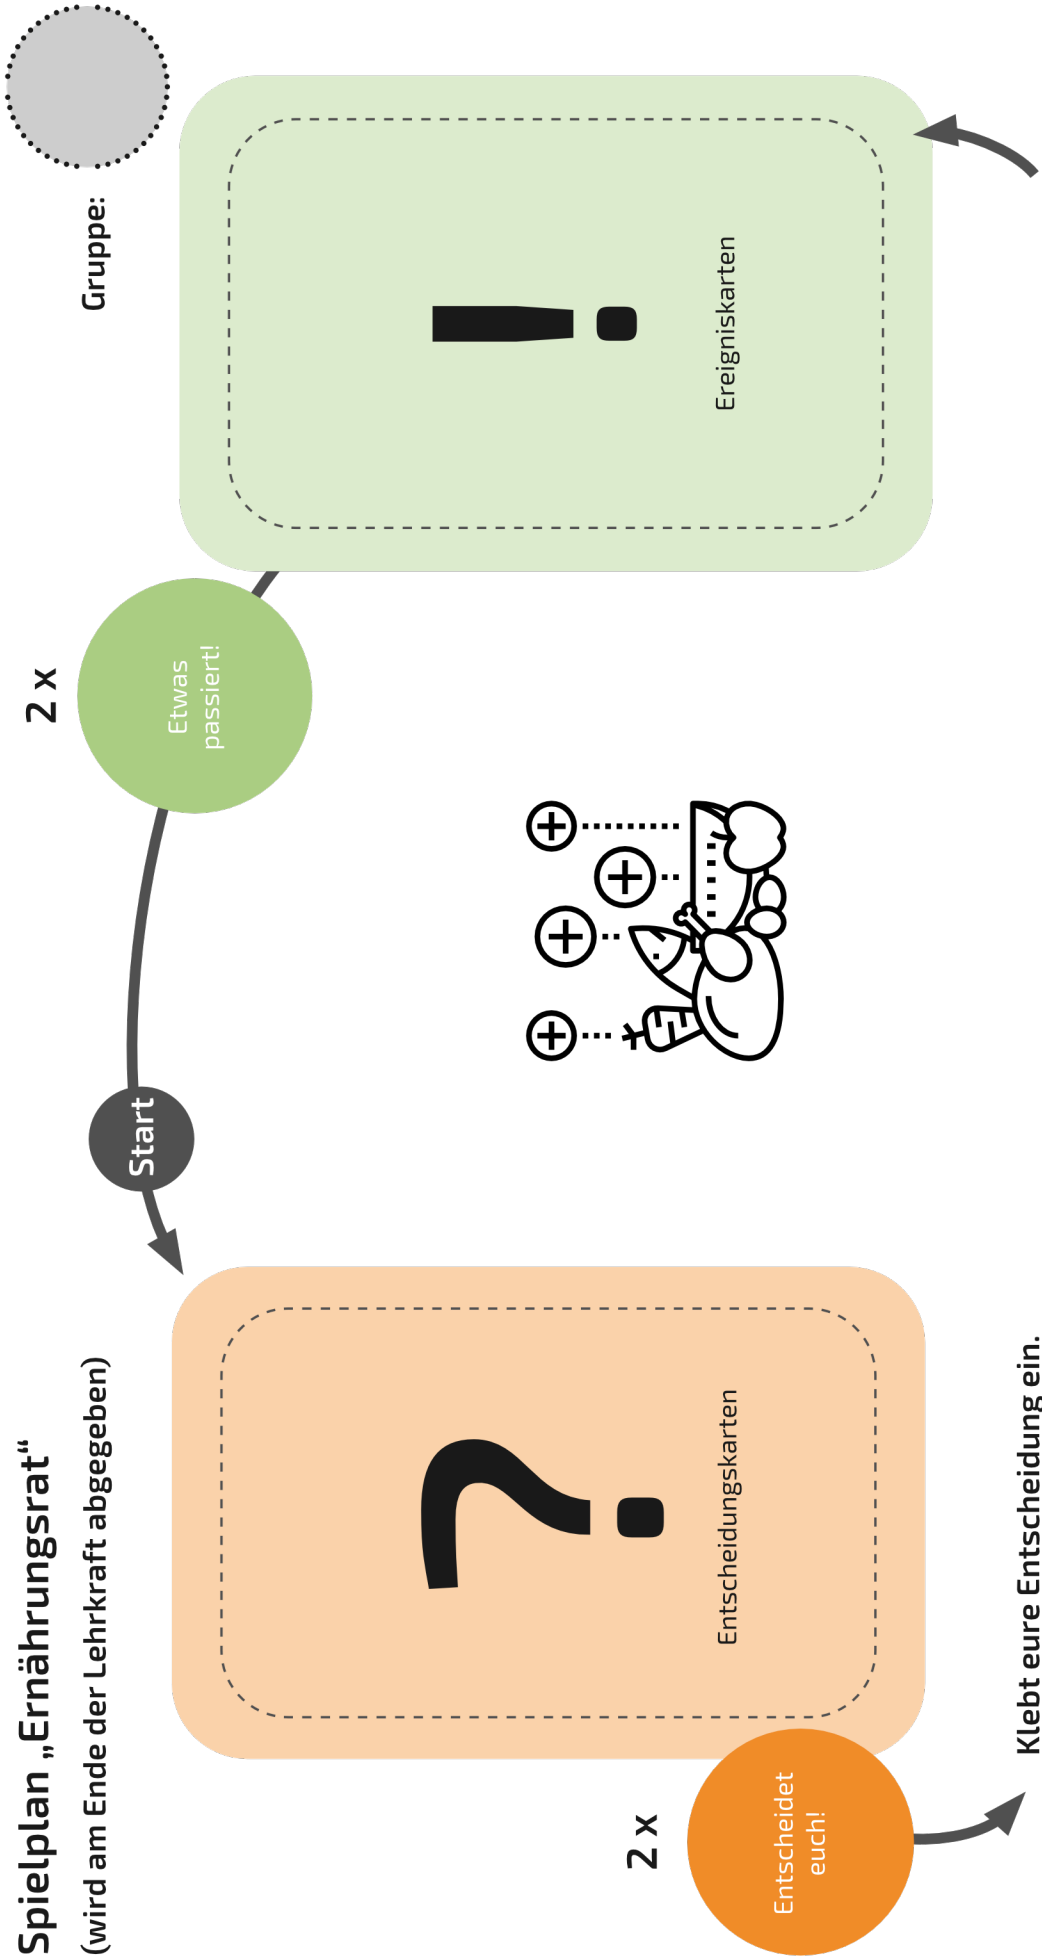 Spielplan „Ernährungsrat“
(wird am Ende der Lehrkraft abgegeben)
Gruppe:
Start
2 x
Etwas
passiert!
?
Entscheidungskarten
!
Ereigniskarten
2 x
Entscheidet
euch!
Klebt eure Entscheidung ein.